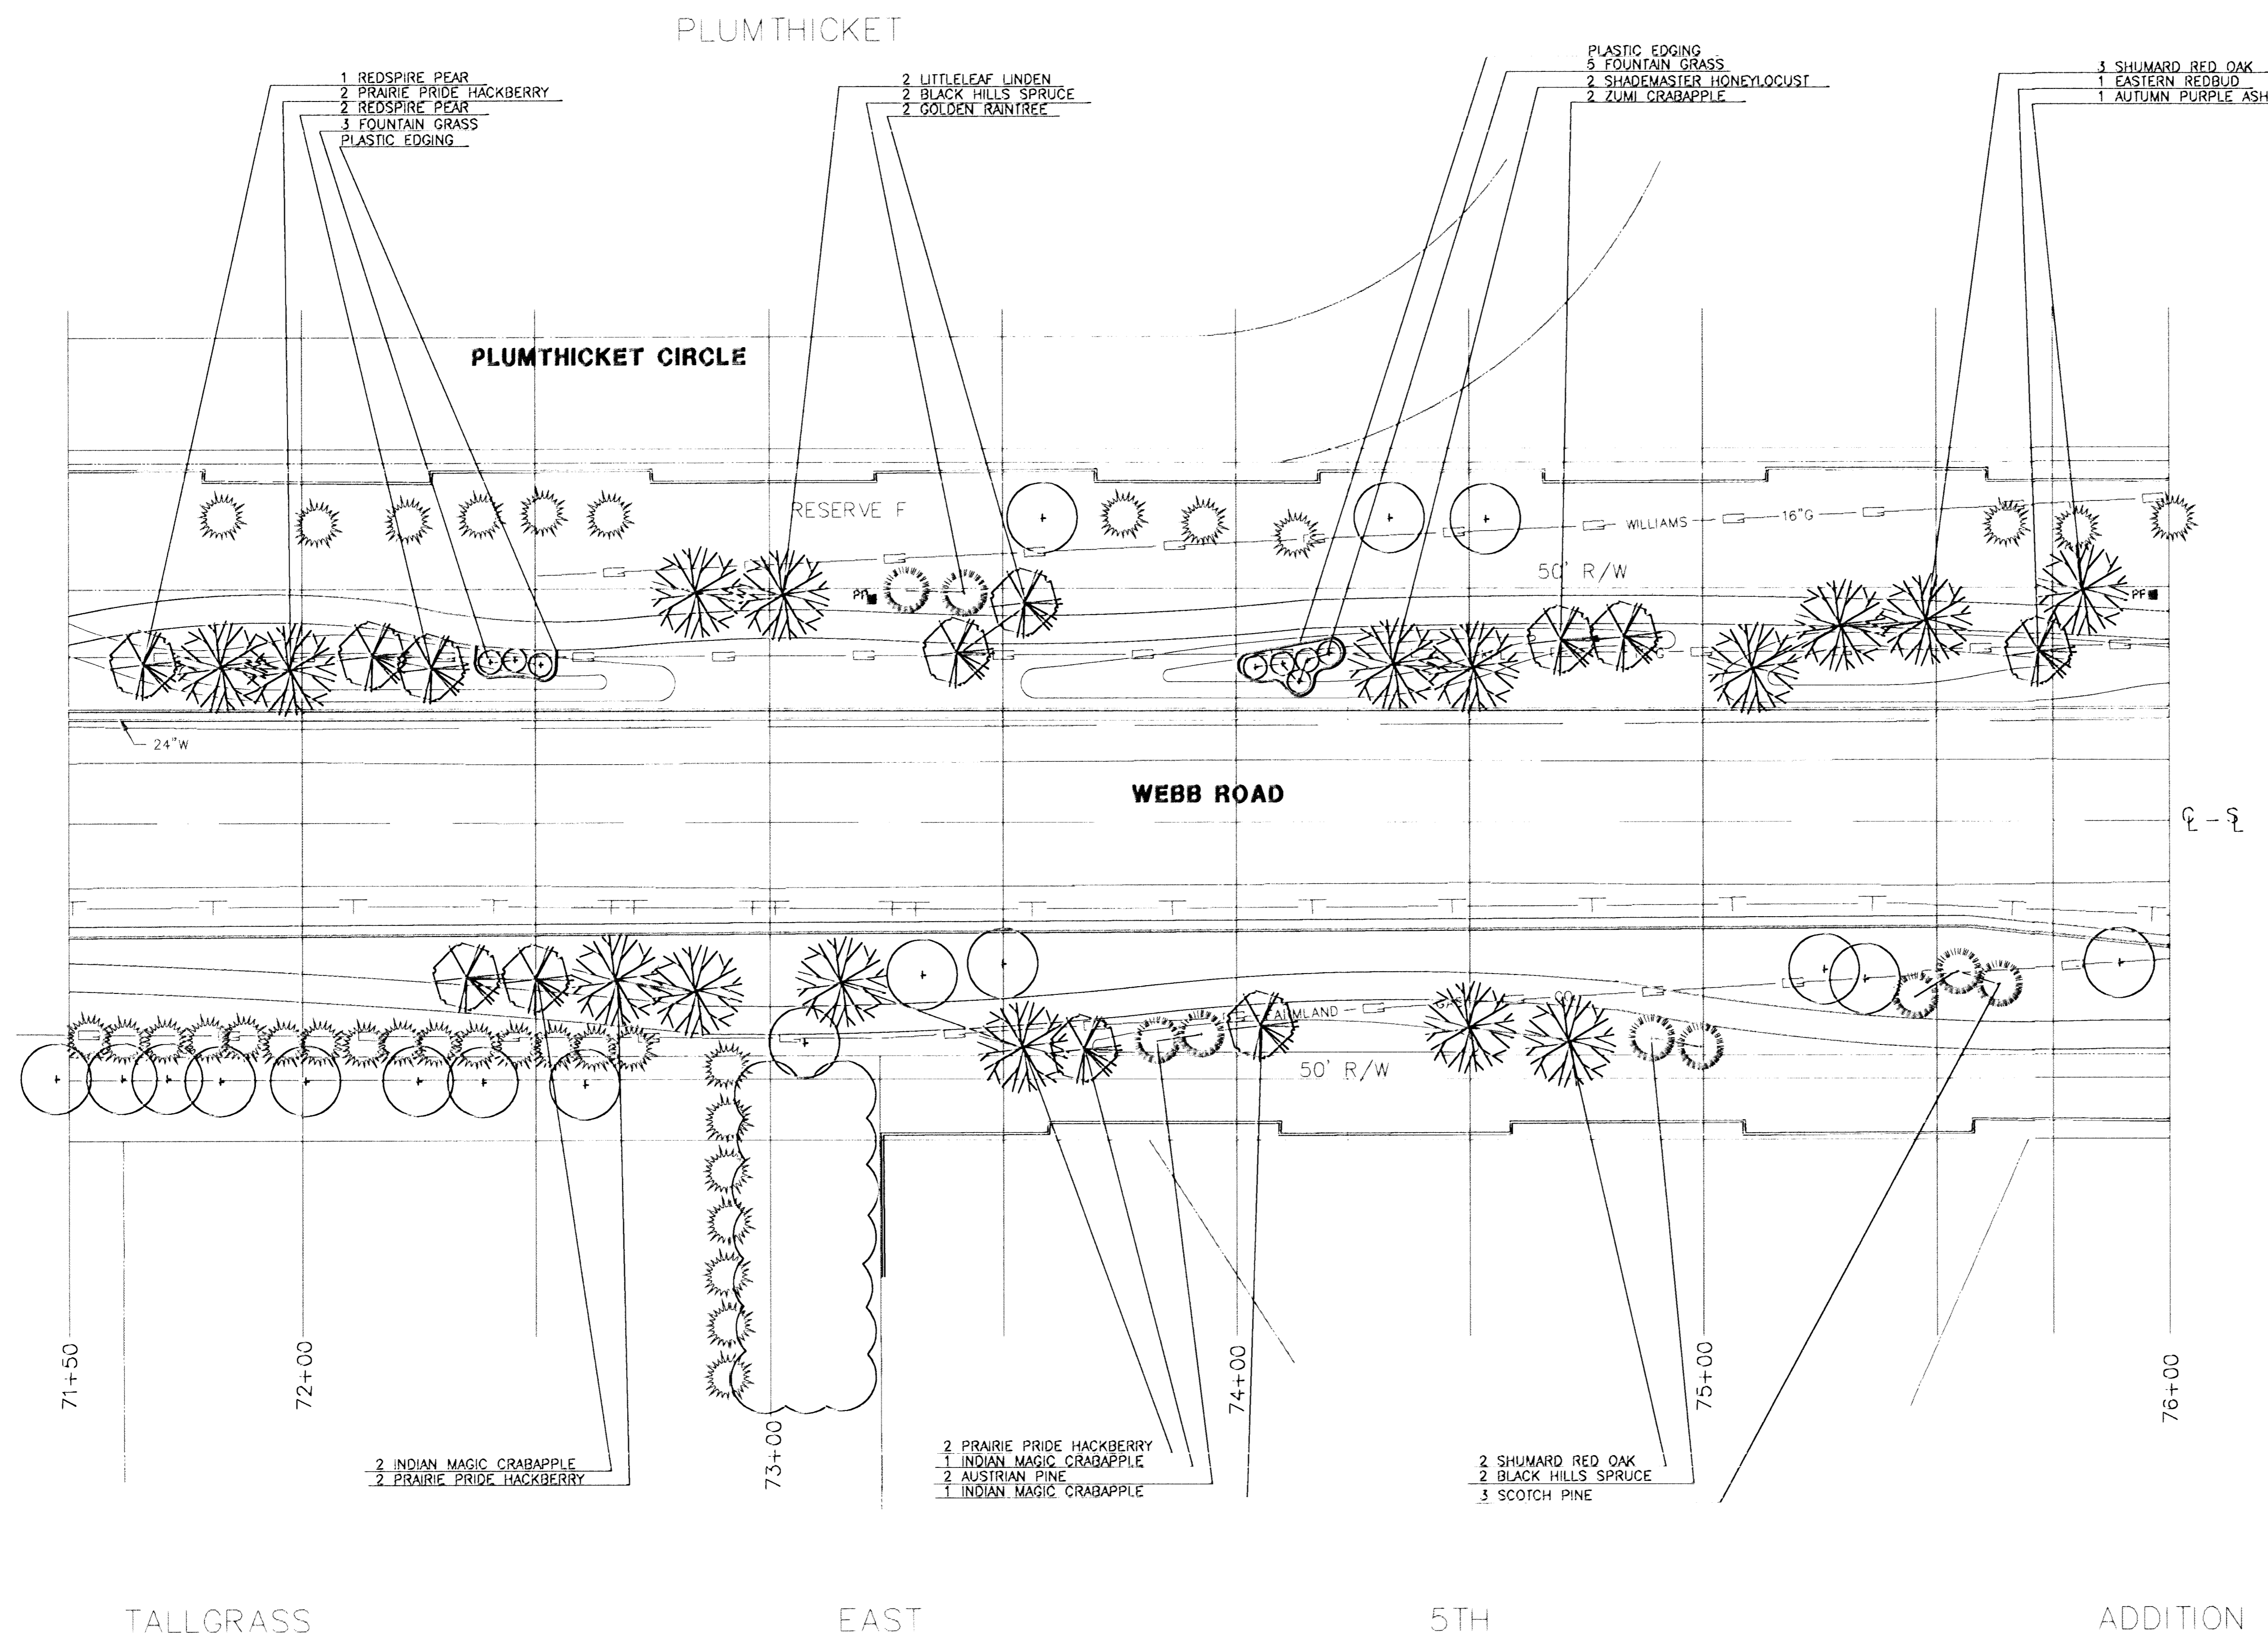 PLUMTHICKET
1 REDSPIRE PEAR
2 PRAIRIE PRIDE HACKBERRY
2 REDSPIRE PEAR
3 FOUNTAIN GRASS
PLASTIC EDGING
2 LITTLELEAF LINDEN
2 BLACK HILLS SPRUCE
2 GOLDEN RAINTREE
PLASTIC EDGING
5 FOUNTAIN GRASS
2 SHADEMASTER HONEYLOCUST
2 ZUMI CRABAPPLE
3 SHUMARD RED OAK
1 EASTERN REDBUD
1 AUTUMN PURPLE ASH
PLUMTHICKET CIRCLE
RESERVE F
WILLIAMS
16"G
50' R/W
PP
PP
G
24"W
WEBB ROAD
℄ - SL
T T T T T T T T T T T T T T T T T T T
FARMLAND
50' R/W
71+50
72+00
73+00
74+00
75+00
76+00
2 INDIAN MAGIC CRABAPPLE
2 PRAIRIE PRIDE HACKBERRY
2 PRAIRIE PRIDE HACKBERRY
1 INDIAN MAGIC CRABAPPLE
2 AUSTRIAN PINE
1 INDIAN MAGIC CRABAPPLE
2 SHUMARD RED OAK
2 BLACK HILLS SPRUCE
3 SCOTCH PINE
TALLGRASS EAST 5TH ADDITION